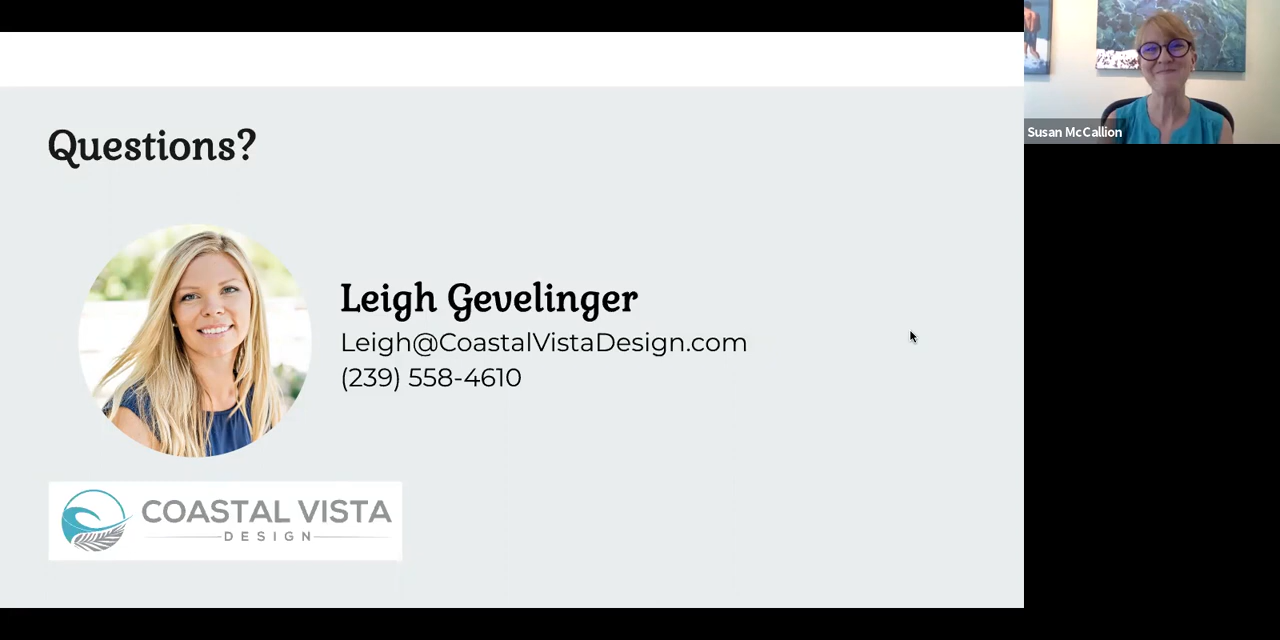 Questions?
Leigh Gevelinger
Leigh@CoastalVistaDesign.com
(239) 558-4610
COASTAL VISTA
DESIGN
Susan McCallion